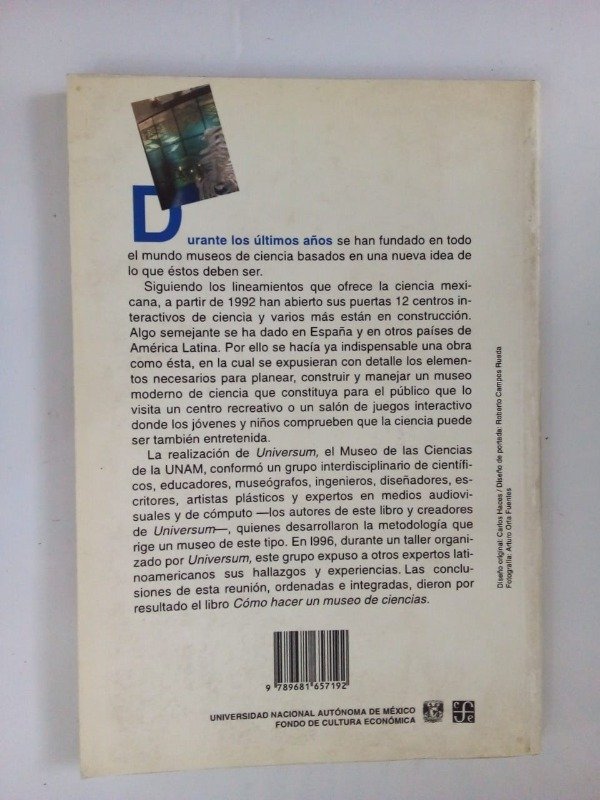 Durante los últimos años se han fundado en todo
el mundo museos de ciencia basados en una nueva idea de
lo que éstos deben ser.
Siguiendo los lineamientos que ofrece la ciencia mexi-
cana, a partir de 1992 han abierto sus puertas 12 centros in-
teractivos de ciencia y varios más están en construcción.
Algo semejante se ha dado en España y en otros países de
América Latina. Por ello se hacía ya indispensable una obra
como ésta, en la cual se expusieran con detalle los elemen-
tos necesarios para planear, construir y manejar un museo
moderno de ciencia que constituya para el público que lo
visita un centro recreativo o un salón de juegos interactivo
donde los jóvenes y niños comprueben que la ciencia puede
ser también entretenida.
La realización de Universum, el Museo de las Ciencias
de la UNAM, conformó un grupo interdisciplinario de científi-
cos, educadores, museógrafos, ingenieros, diseñadores, es-
critores, artistas plásticos y expertos en medios audiovi-
suales y de cómputo —los autores de este libro y creadores
de Universum—, quienes desarrollaron la metodología que
rige un museo de este tipo. En I996, durante un taller organi-
zado por Universum, este grupo expuso a otros expertos lati-
noamericanos sus hallazgos y experiencias. Las conclu-
siones de esta reunión, ordenadas e integradas, dieron por
resultado el libro Cómo hacer un museo de ciencias.
Diseño original: Carlos Haces / Diseño de portada: Roberto Campos Rueda
Fotografía: Arturo Orta Fuentes
9 789681 657192
UNIVERSIDAD NACIONAL AUTÓNOMA DE MÉXICO
FONDO DE CULTURA ECONÓMICA